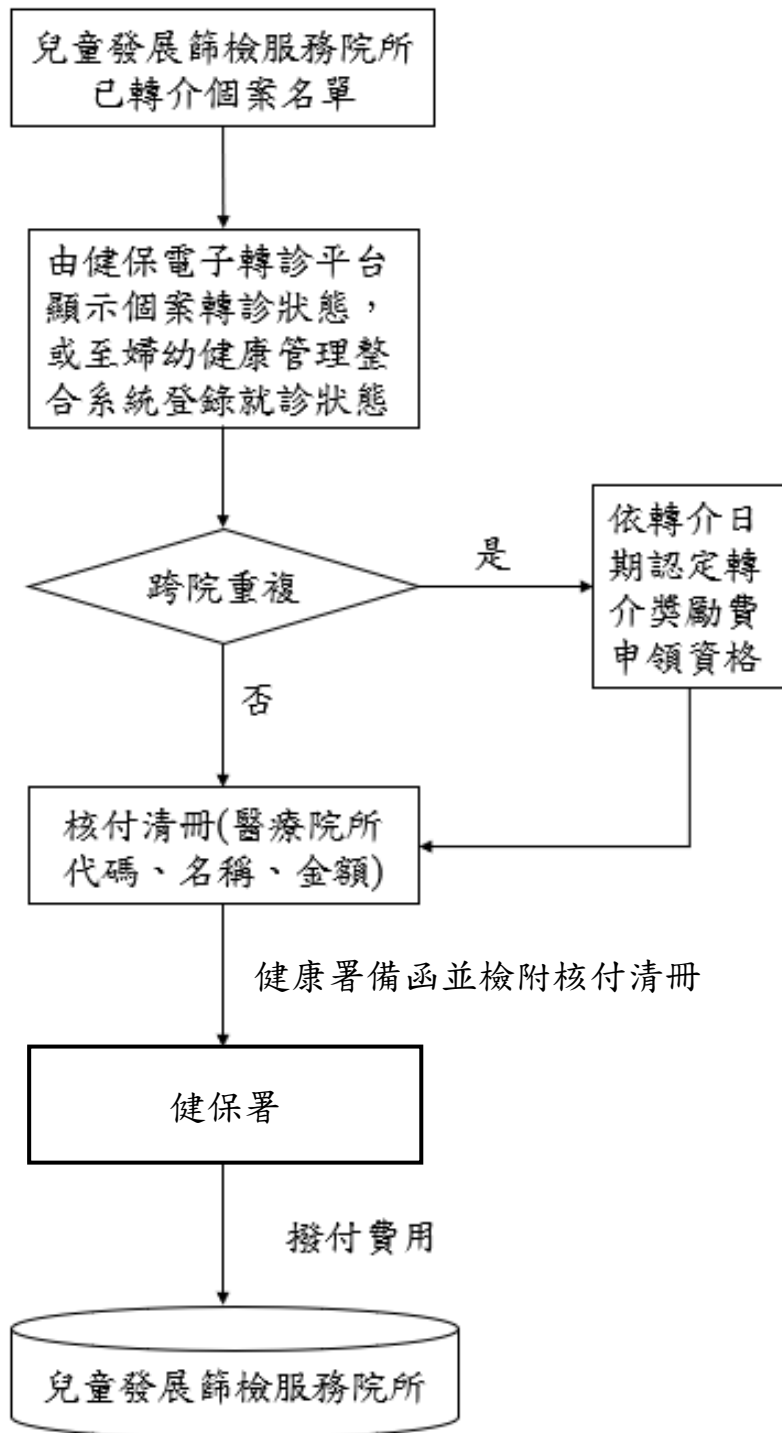 兒童發展篩檢服務院所
已轉介個案名單
由健保電子轉診平台
顯示個案轉診狀態，
或至婦幼健康管理整
合系統登錄就診狀態
跨院重複
是
依轉介日
期認定轉
介獎勵費
申領資格
否
核付清冊(醫療院所
代碼、名稱、金額)
健康署備函並檢附核付清冊
健保署
撥付費用
兒童發展篩檢服務院所